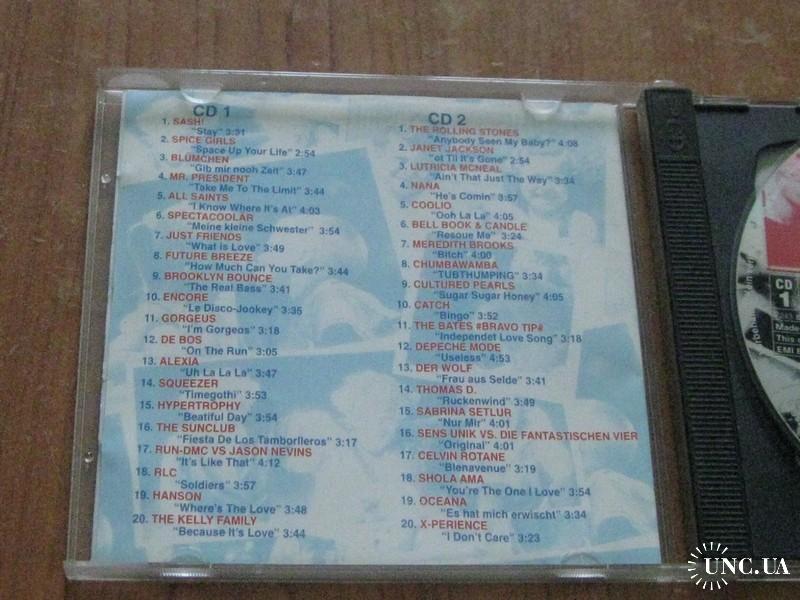 CD 1
1. SASH!
"Stay" 3:31
2. SPICE GIRLS
"Space Up Your Life" 2:54
3. BLUMCHEN
"Gib mir nooh Zeit" 3:47
4. MR. PRESIDENT
"Take Me To The Limit" 3:44
5. ALL SAINTS
"I Know Where It's At" 4:03
6. SPECTACOOLAR
"Meine kleine Schwester" 3:54
7. JUST FRIENDS
"What is Love" 3:49
8. FUTURE BREEZE
"How Much Can You Take?" 3:44
9. BROOKLYN BOUNCE
"The Real Bass" 3:41
10. ENCORE
"Le Disco-Jookey" 3:35
11. GORGEUS
"I'm Gorgeos" 3:18
12. DE BOS
"On The Run" 3:05
13. ALEXIA
"Uh La La La" 3:47
14. SQUEEZER
"Timegothi" 3:53
15. HYPERTROPHY
"Beatiful Day" 3:54
16. THE SUNCLUB
"Fiesta De Los Tamborlleros" 3:17
17. RUN-DMC VS JASON NEVINS
"It's Like That" 4:12
18. RLC
"Soldiers" 3:57
19. HANSON
"Where's The Love" 3:48
20. THE KELLY FAMILY
"Because It's Love" 3:44
CD 2
1. THE ROLLING STONES
"Anybody Seen My Baby?" 4:08
2. JANET JACKSON
"ot Til It's Gone" 2:54
3. LUTRICIA MCNEAL
"Ain't That Just The Way" 3:34
4. NANA
"He's Comin" 3:57
5. COOLIO
"Ooh La La" 4:05
6. BELL BOOK & CANDLE
"Resoue Me" 3:24
7. MEREDITH BROOKS
"Bitch" 4:00
8. CHUMBAWAMBA
"TUBTHUMPING" 3:34
9. CULTURED PEARLS
"Sugar Sugar Honey" 4:05
10. CATCH
"Bingo" 3:52
11. THE BATES #BRAVO TIP#
"Independet Love Song" 3:18
12. DEPECHE MODE
"Useless" 4:53
13. DER WOLF
"Frau aus Selde" 3:41
14. THOMAS D.
"Ruckenwind" 3:49
15. SABRINA SETLUR
"Nur Mir" 4:01
16. SENS UNIK VS. DIE FANTASTISCHEN VIER
"Original" 4:01
17. CELVIN ROTANE
"Blenavenue" 3:19
18. SHOLA AMA
"You're The One I Love" 3:54
19. OCEANA
"Es hat mich erwischt" 3:34
20. X-PERIENCE
"I Don't Care" 3:23
CD
1
Made
This
EMI
UNC.UA